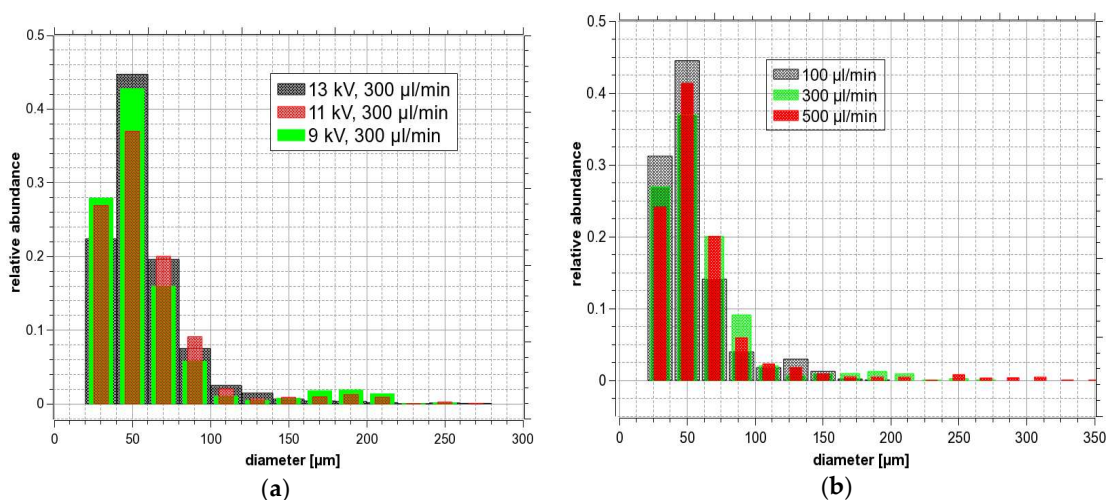 0.5
0.4
0.3
0.2
0.1
0
relative abundance
13 kV, 300 µl/min
11 kV, 300 µl/min
9 kV, 300 µl/min
0 50 100 150 200 250 300
diameter [µm]
(a)
0.5
0.4
0.3
0.2
0.1
0
relative abundance
100 µl/min
300 µl/min
500 µl/min
0 50 100 150 200 250 300 350
diameter [µm]
(b)